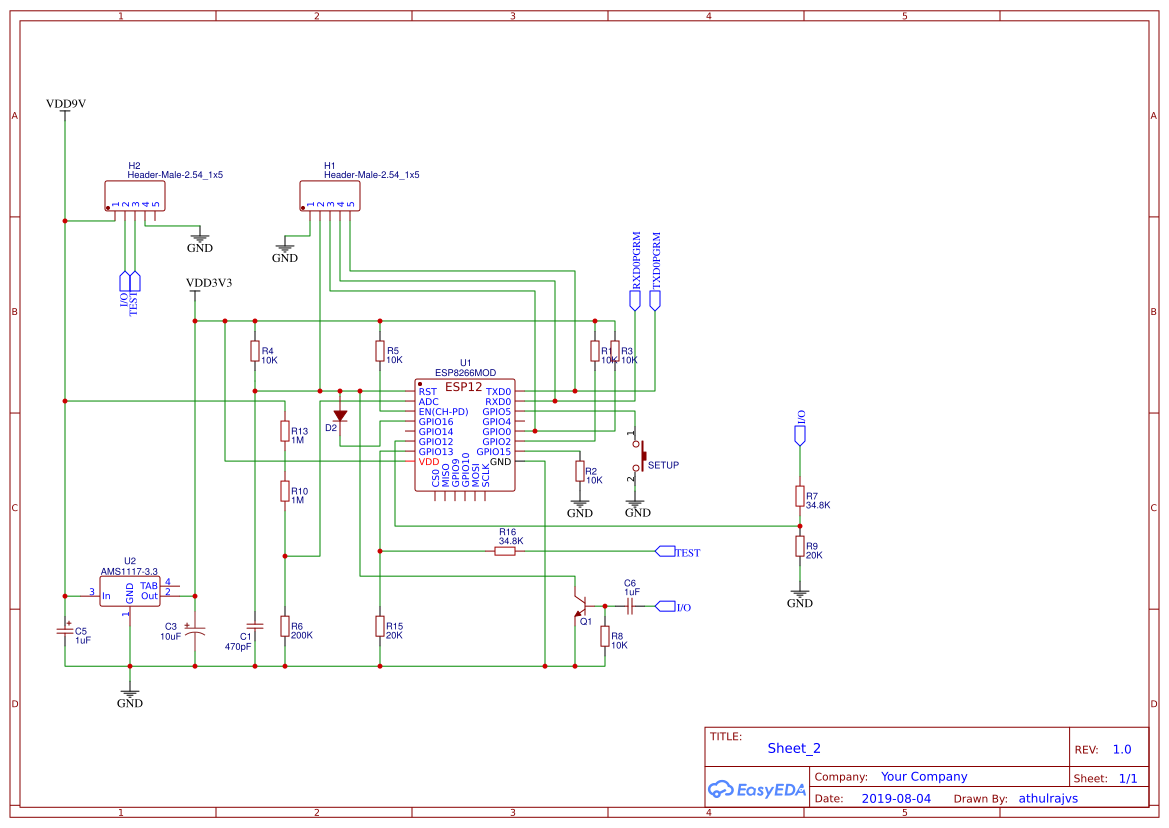 1 2 3 4 5
A A
VDD9V
H2
Header-Male-2.54_1x5
1 2 3 4 5
H1
Header-Male-2.54_1x5
1 2 3 4 5
GND
GND
I/O
TEST
RXD0PGRM
TXD0PGRM
VDD3V3
B B
R4
10K
R5
10K
R1
10K
R3
10K
U1
ESP8266MOD
ESP12
RST TXD0
ADC RXD0
EN(CH-PD) GPIO5
GPIO16 GPIO4
GPIO14 GPIO0
GPIO12 GPIO2
GPIO13 GPIO15
VDD GND
CS0
MISO
GPIO9
GPIO10
MOSI
SCLK
D2
R13
1M
R10
1M
1
SETUP
2
R2
10K
GND
GND
I/O
C C
R7
34.8K
R9
20K
GND
R16
34.8K
TEST
U2
AMS1117-3.3
3 In GND TAB 4
Out 2
1
C5
1uF
C3
10uF
C1
470pF
R6
200K
R15
20K
C6
1uF
I/O
Q1
R8
10K
GND
D D
TITLE:
Sheet_2
REV: 1.0
EasyEDA
Company: Your Company
Sheet: 1/1
Date: 2019-08-04 Drawn By: athulrajvs
1 2 3 4 5